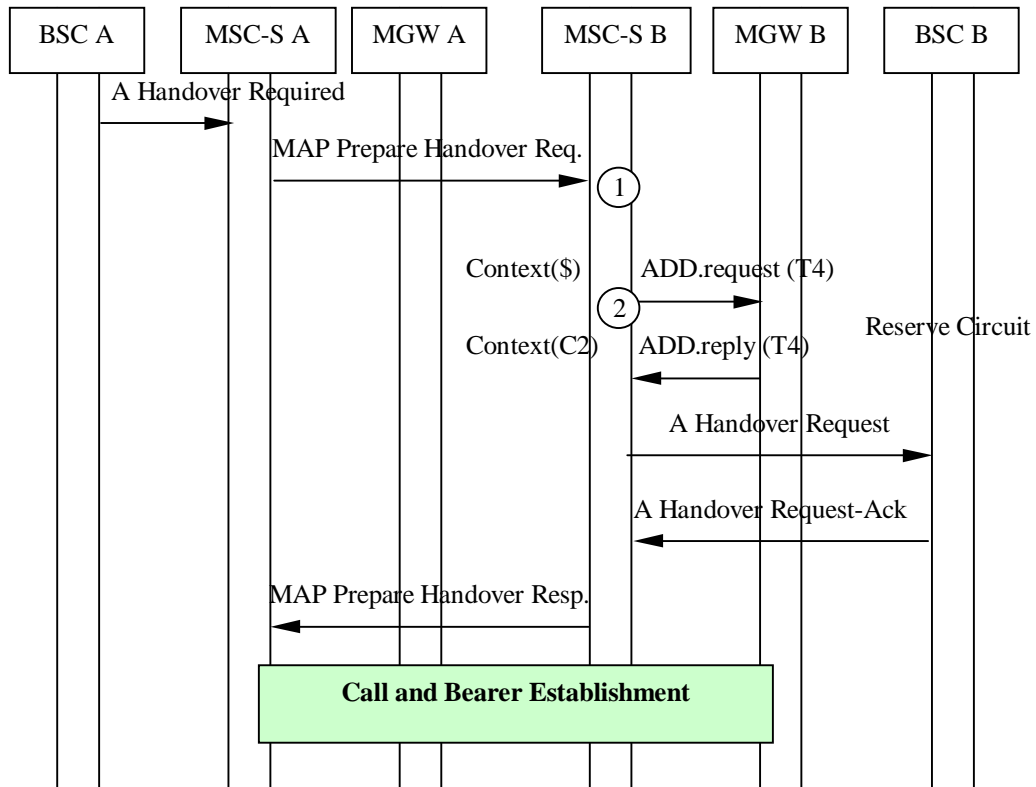 BSC A
MSC-S A
MGW A
MSC-S B
MGW B
BSC B
A Handover Required
MAP Prepare Handover Req.
1
Context($)
ADD.request (T4)
2
Reserve Circuit
Context(C2)
ADD.reply (T4)
A Handover Request
A Handover Request-Ack
MAP Prepare Handover Resp.
Call and Bearer Establishment